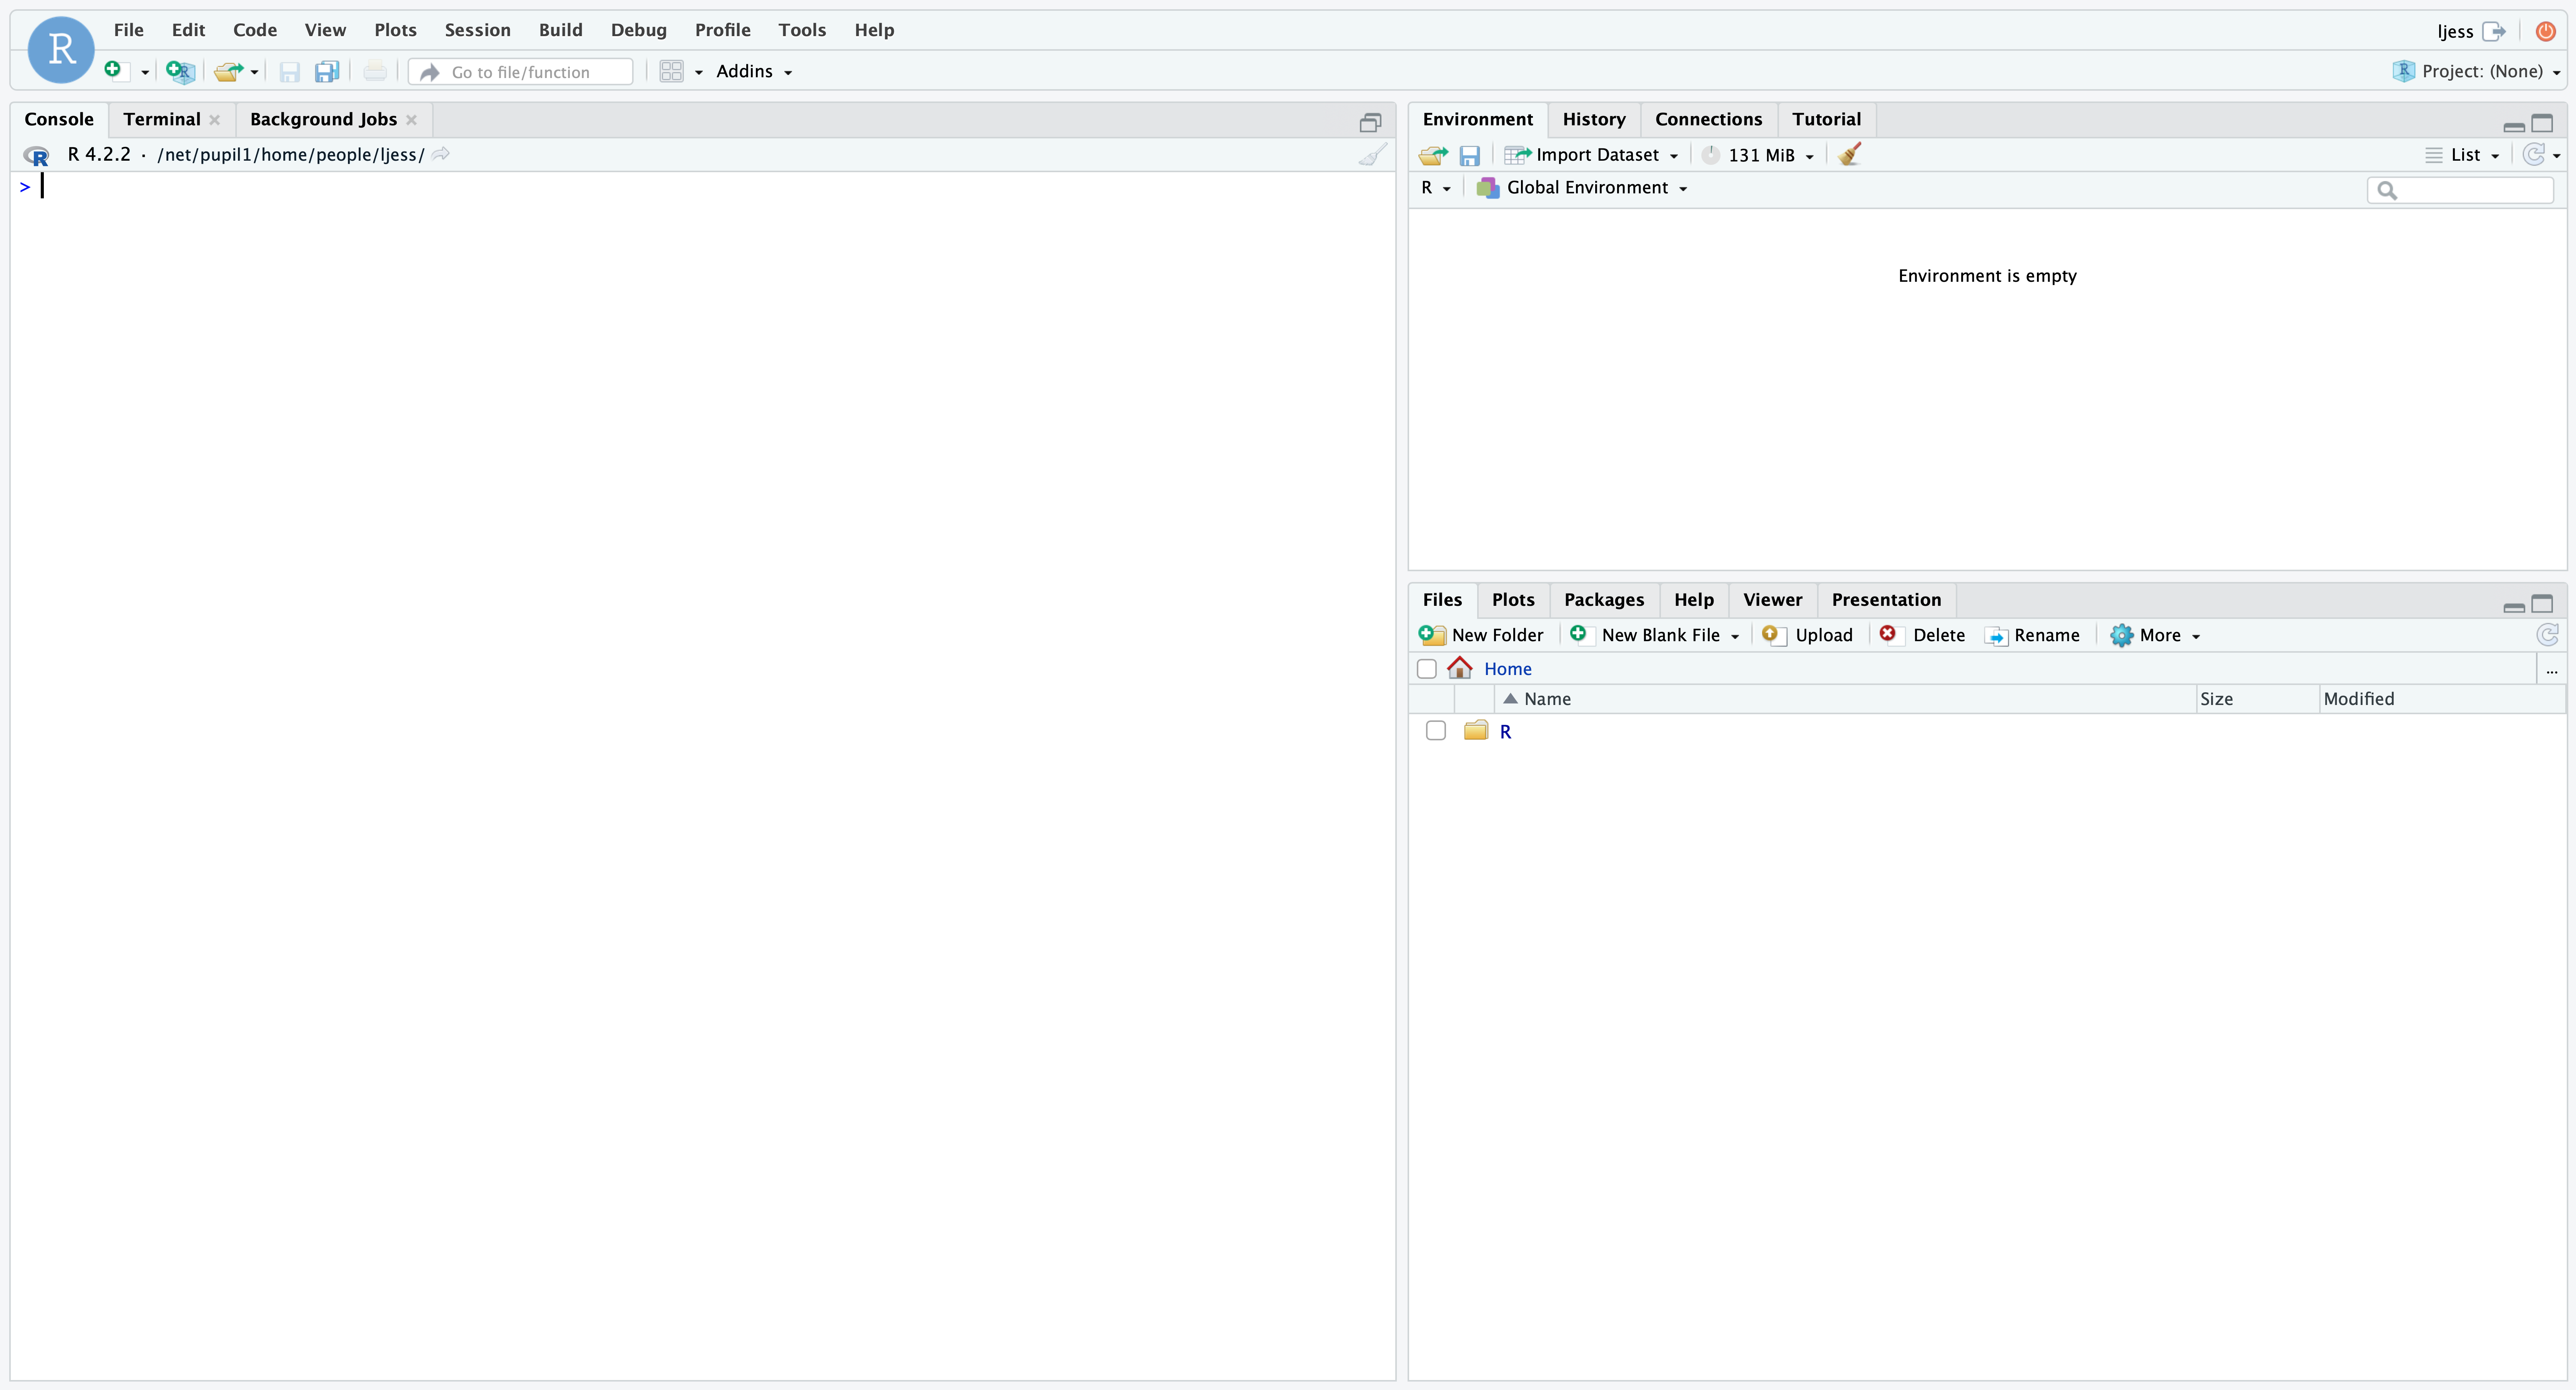 R File Edit Code View Plots Session Build Debug Profile Tools Help ljess
R Go to file/function Addins R Project: (None)
Console Terminal Background Jobs
R R 4.2.2 · /net/pupil1/home/people/ljess/
>
Environment History Connections Tutorial
Import Dataset 131 MiB List
R Global Environment
Environment is empty
Files Plots Packages Help Viewer Presentation
New Folder New Blank File Upload Delete Rename More
Home ...
Name Size Modified
R